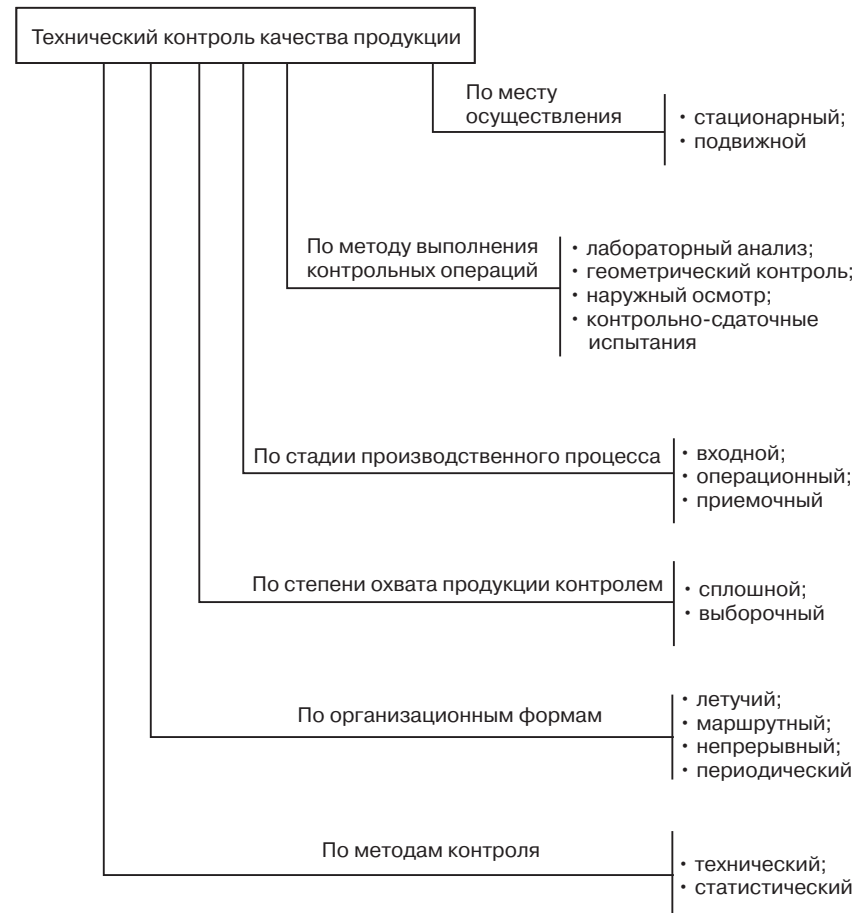 Технический контроль качества продукции
По месту
осуществления
• стационарный;
• подвижной
По методу выполнения
контрольных операций
• лабораторный анализ;
• геометрический контроль;
• наружный осмотр;
• контрольно-сдаточные
испытания
По стадии производственного процесса
• входной;
• операционный;
• приемочный
По степени охвата продукции контролем
• сплошной;
• выборочный
По организационным формам
• летучий;
• маршрутный;
• непрерывный;
• периодический
По методам контроля
• технический;
• статистический